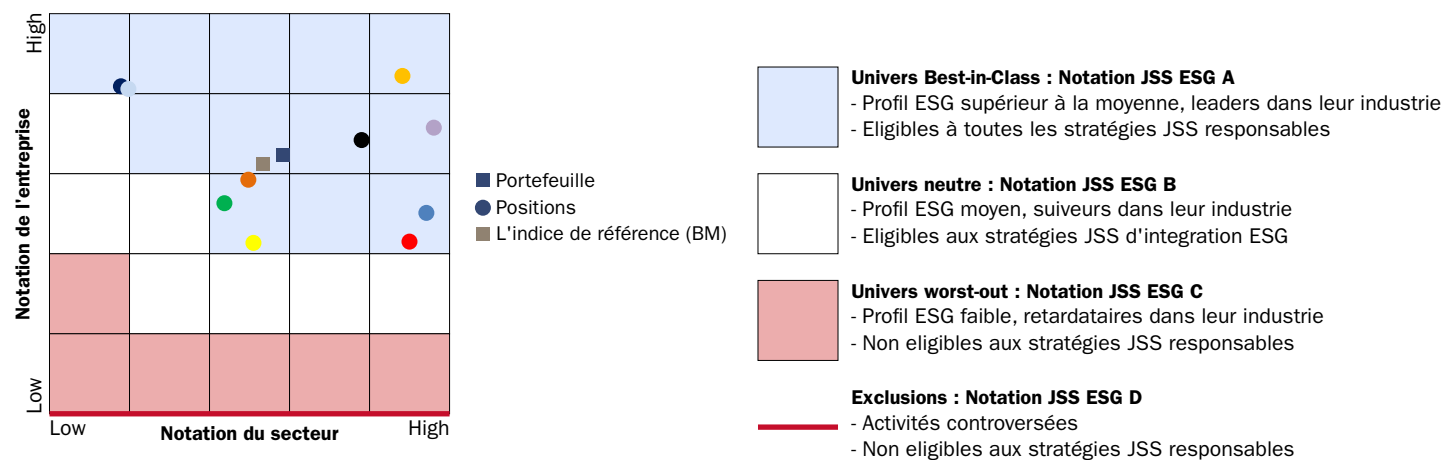 High
Notation de l'entreprise
Low
Low
Notation du secteur
High
Portefeuille
Positions
L'indice de référence (BM)
Univers Best-in-Class : Notation JSS ESG A
- Profil ESG supérieur à la moyenne, leaders dans leur industrie
- Eligibles à toutes les stratégies JSS responsables
Univers neutre : Notation JSS ESG B
- Profil ESG moyen, suiveurs dans leur industrie
- Eligibles aux stratégies JSS d'integration ESG
Univers worst-out : Notation JSS ESG C
- Profil ESG faible, retardataires dans leur industrie
- Non eligibles aux stratégies JSS responsables
Exclusions : Notation JSS ESG D
- Activités controversées
- Non eligibles aux stratégies JSS responsables